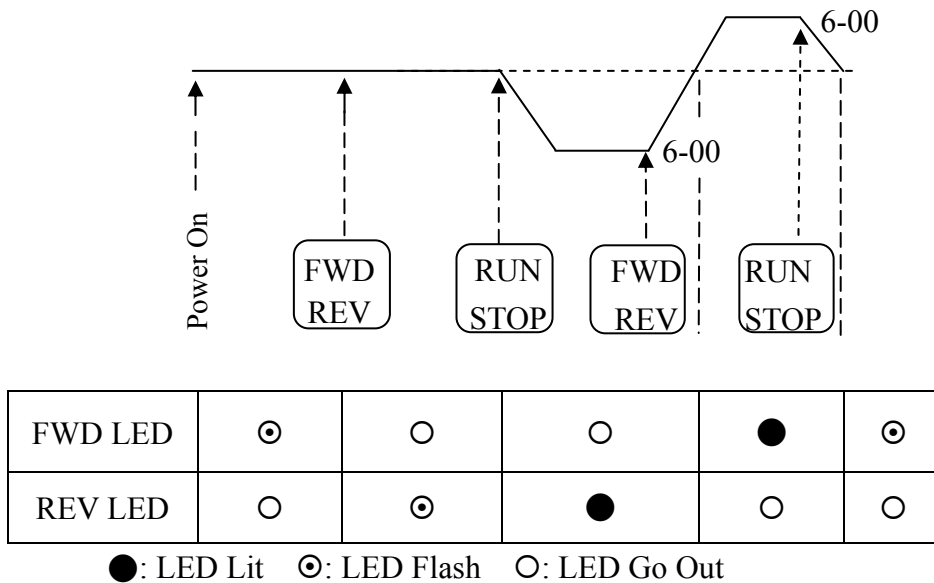 6-00
6-00
Power On
FWD
REV
RUN
STOP
FWD
REV
RUN
STOP
FWD LED ⊙ ○ ○ ● ⊙
REV LED ○ ⊙ ● ○ ○
●: LED Lit ⊙: LED Flash ○: LED Go Out